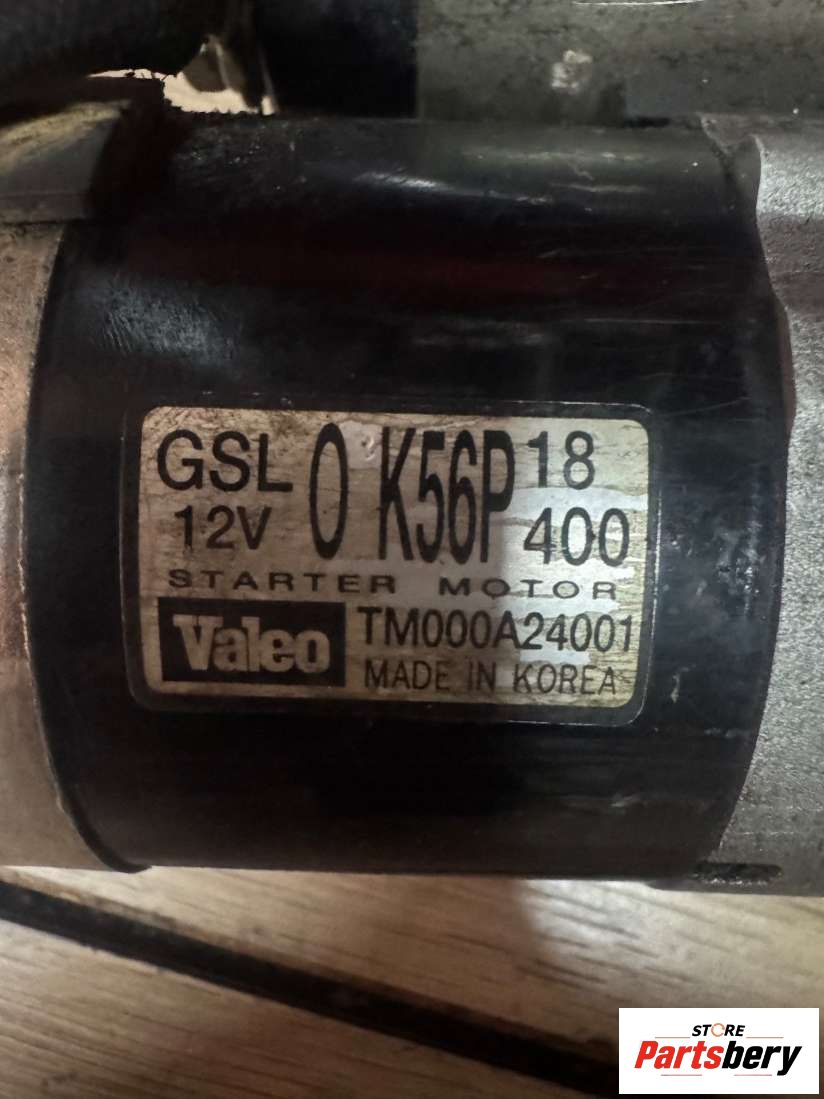 GSL 0 K56P 18
12V 400
STARTER MOTOR
Valeo TM000A24001
MADE IN KOREA
STORE
Partsbery